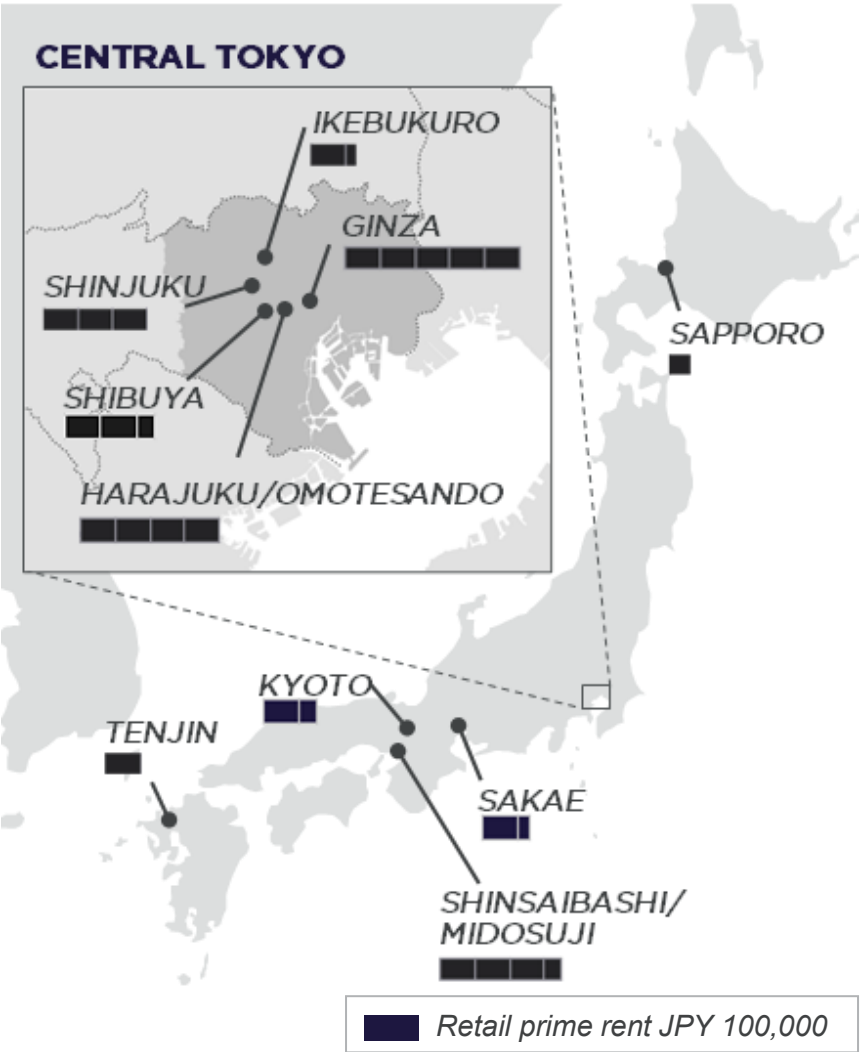 CENTRAL TOKYO
IKEBUKURO
GINZA
SHINJUKU
SHIBUYA
HARAJUKU/OMOTESANDO
SAPPORO
KYOTO
TENJIN
SAKAE
SHINSAIBASHI/
MIDOSUJI
Retail prime rent JPY 100,000